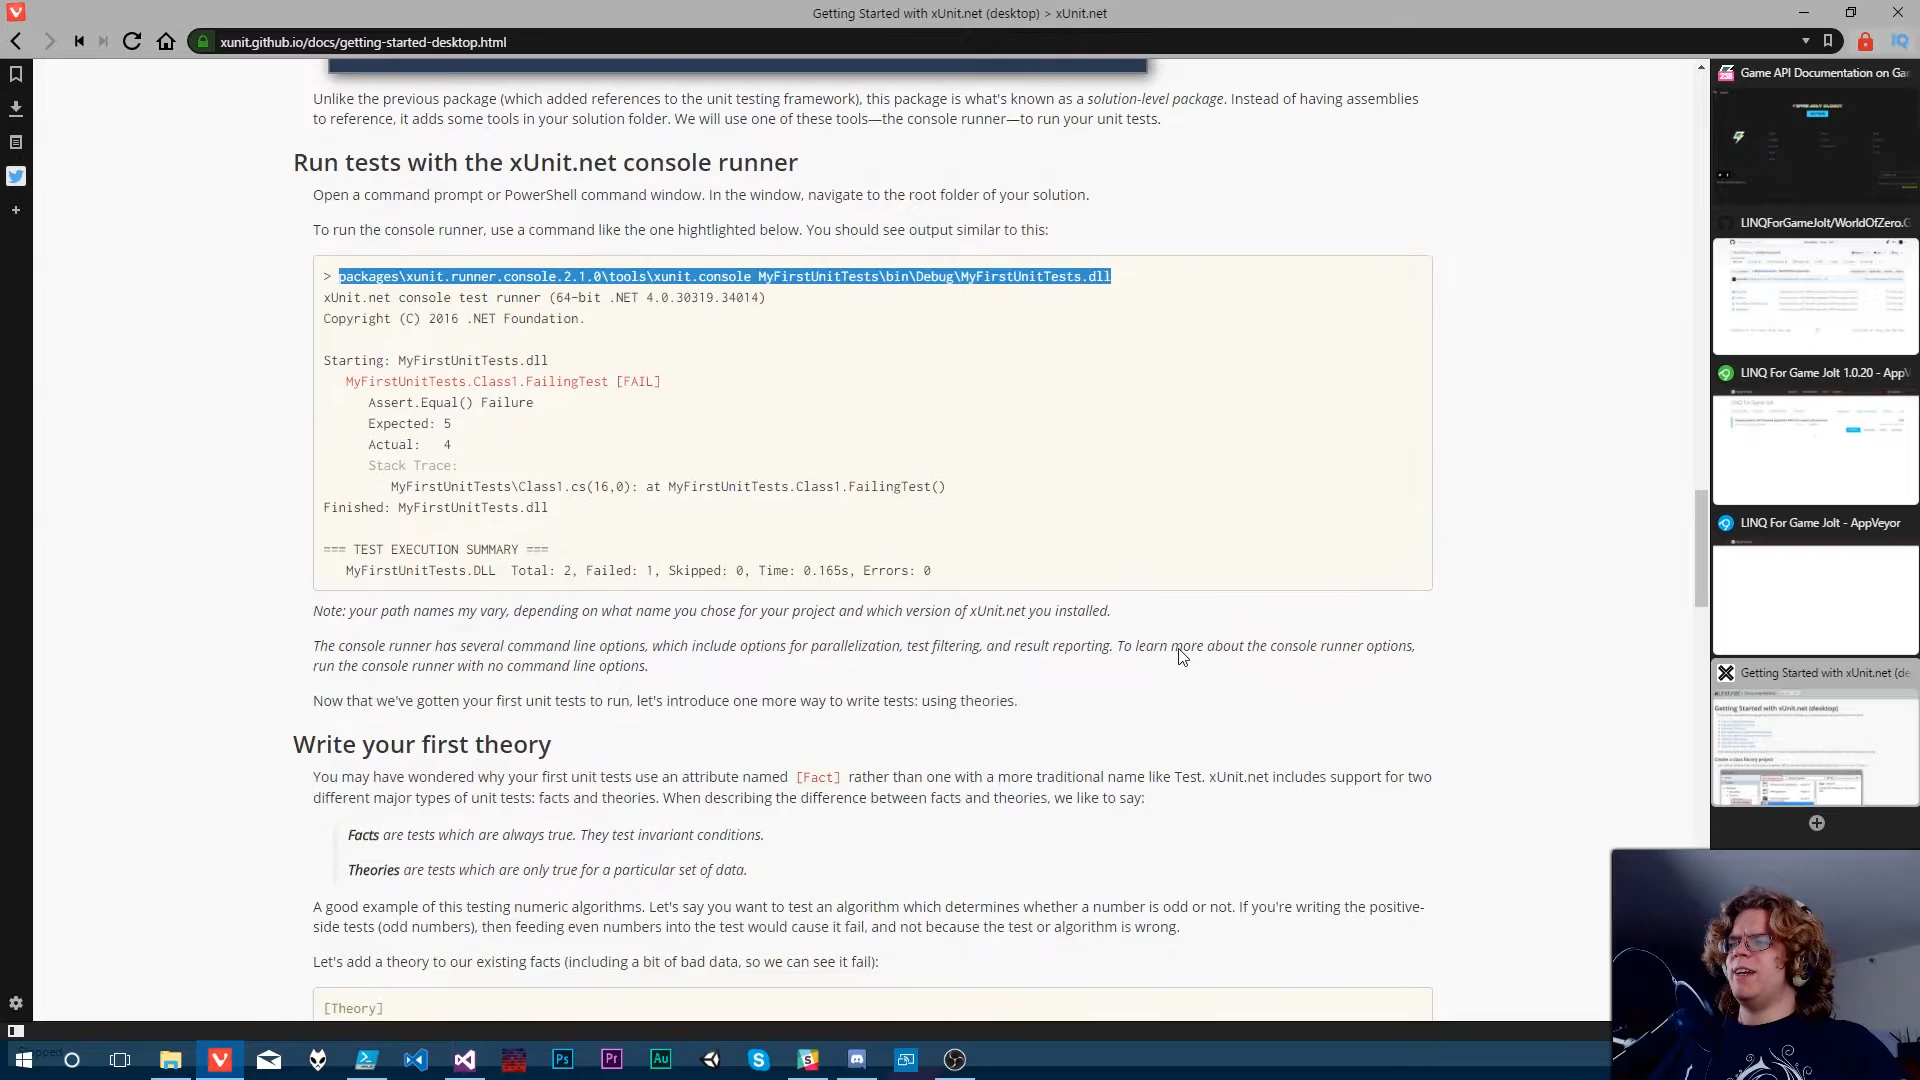 Getting Started with xUnit.net (desktop) > xUnit.net
xunit.github.io/docs/getting-started-desktop.html
Unlike the previous package (which added references to the unit testing framework), this package is what's known as a solution-level package. Instead of having assemblies
to reference, it adds some tools in your solution folder. We will use one of these tools—the console runner—to run your unit tests.
Run tests with the xUnit.net console runner
Open a command prompt or PowerShell command window. In the window, navigate to the root folder of your solution.
To run the console runner, use a command like the one hightlighted below. You should see output similar to this:
> packages\xunit.runner.console.2.1.0\tools\xunit.console MyFirstUnitTests\bin\Debug\MyFirstUnitTests.dll
xUnit.net console test runner (64-bit .NET 4.0.30319.34014)
Copyright (C) 2016 .NET Foundation.
Starting: MyFirstUnitTests.dll
MyFirstUnitTests.Class1.FailingTest [FAIL]
Assert.Equal() Failure
Expected: 5
Actual: 4
Stack Trace:
MyFirstUnitTests\Class1.cs(16,0): at MyFirstUnitTests.Class1.FailingTest()
Finished: MyFirstUnitTests.dll
=== TEST EXECUTION SUMMARY ===
MyFirstUnitTests.DLL Total: 2, Failed: 1, Skipped: 0, Time: 0.165s, Errors: 0
Note: your path names my vary, depending on what name you chose for your project and which version of xUnit.net you installed.
The console runner has several command line options, which include options for parallelization, test filtering, and result reporting. To learn more about the console runner options,
run the console runner with no command line options.
Now that we've gotten your first unit tests to run, let's introduce one more way to write tests: using theories.
Write your first theory
You may have wondered why your first unit tests use an attribute named [Fact] rather than one with a more traditional name like Test. xUnit.net includes support for two
different major types of unit tests: facts and theories. When describing the difference between facts and theories, we like to say:
Facts are tests which are always true. They test invariant conditions.
Theories are tests which are only true for a particular set of data.
A good example of this testing numeric algorithms. Let's say you want to test an algorithm which determines whether a number is odd or not. If you're writing the positive-
side tests (odd numbers), then feeding even numbers into the test would cause it fail, and not because the test or algorithm is wrong.
Let's add a theory to our existing facts (including a bit of bad data, so we can see it fail):
[Theory]
Game API Documentation on Ga
LINQForGameJolt/WorldOfZero.G
LINQ For Game Jolt 1.0.20 - AppV
LINQ For Game Jolt - AppVeyor
Getting Started with xUnit.net (de
Getting Started with xUnit.net (desktop)
Create a class library project
Ps
Pr
Au